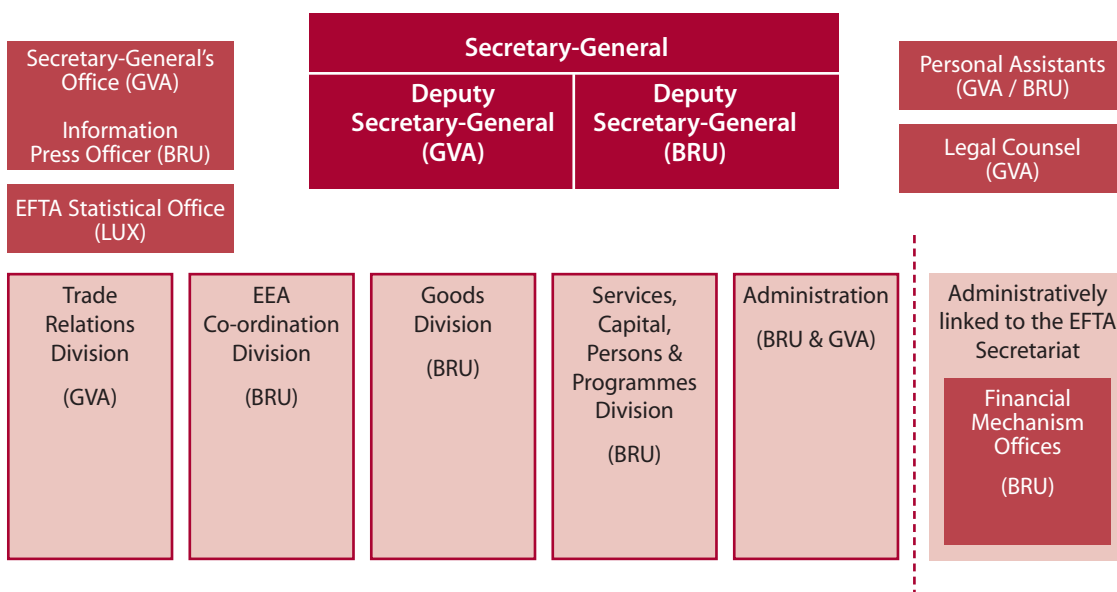 Secretary-General's
Office (GVA)
Information
Press Officer (BRU)
EFTA Statistical Office
(LUX)
Secretary-General
Deputy
Secretary-General
(GVA)
Deputy
Secretary-General
(BRU)
Personal Assistants
(GVA / BRU)
Legal Counsel
(GVA)
Trade
Relations
Division
(GVA)
EEA
Co-ordination
Division
(BRU)
Goods
Division
(BRU)
Services,
Capital,
Persons &
Programmes
Division
(BRU)
Administration
(BRU & GVA)
Administratively
linked to the EFTA
Secretariat
Financial
Mechanism
Offices
(BRU)